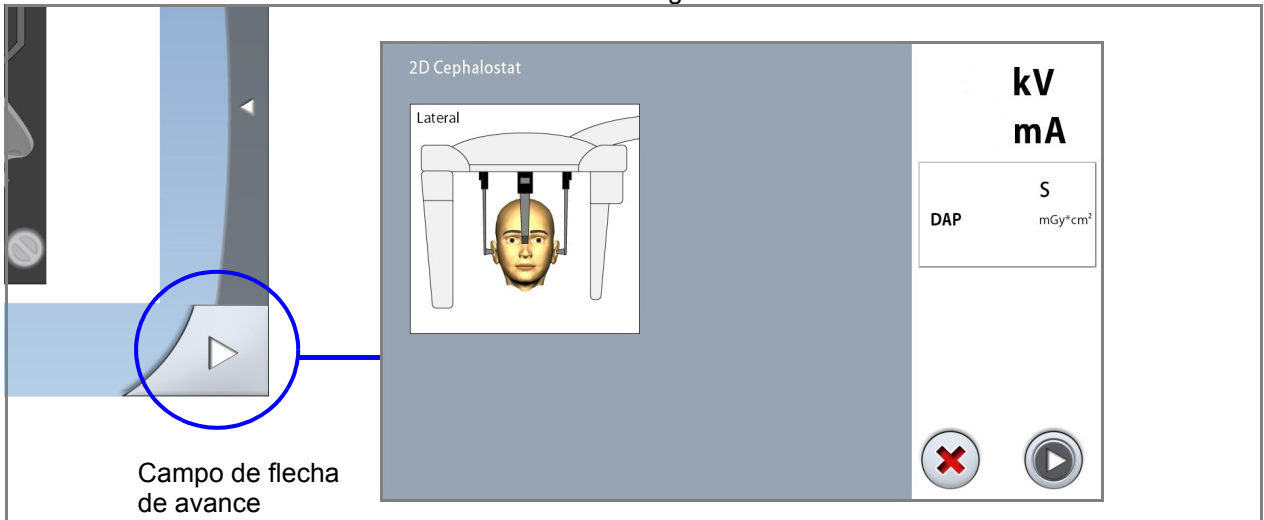 2D Cephalostat
Lateral
kV
mA
S
DAP mGy*cm²
Campo de flecha
de avance